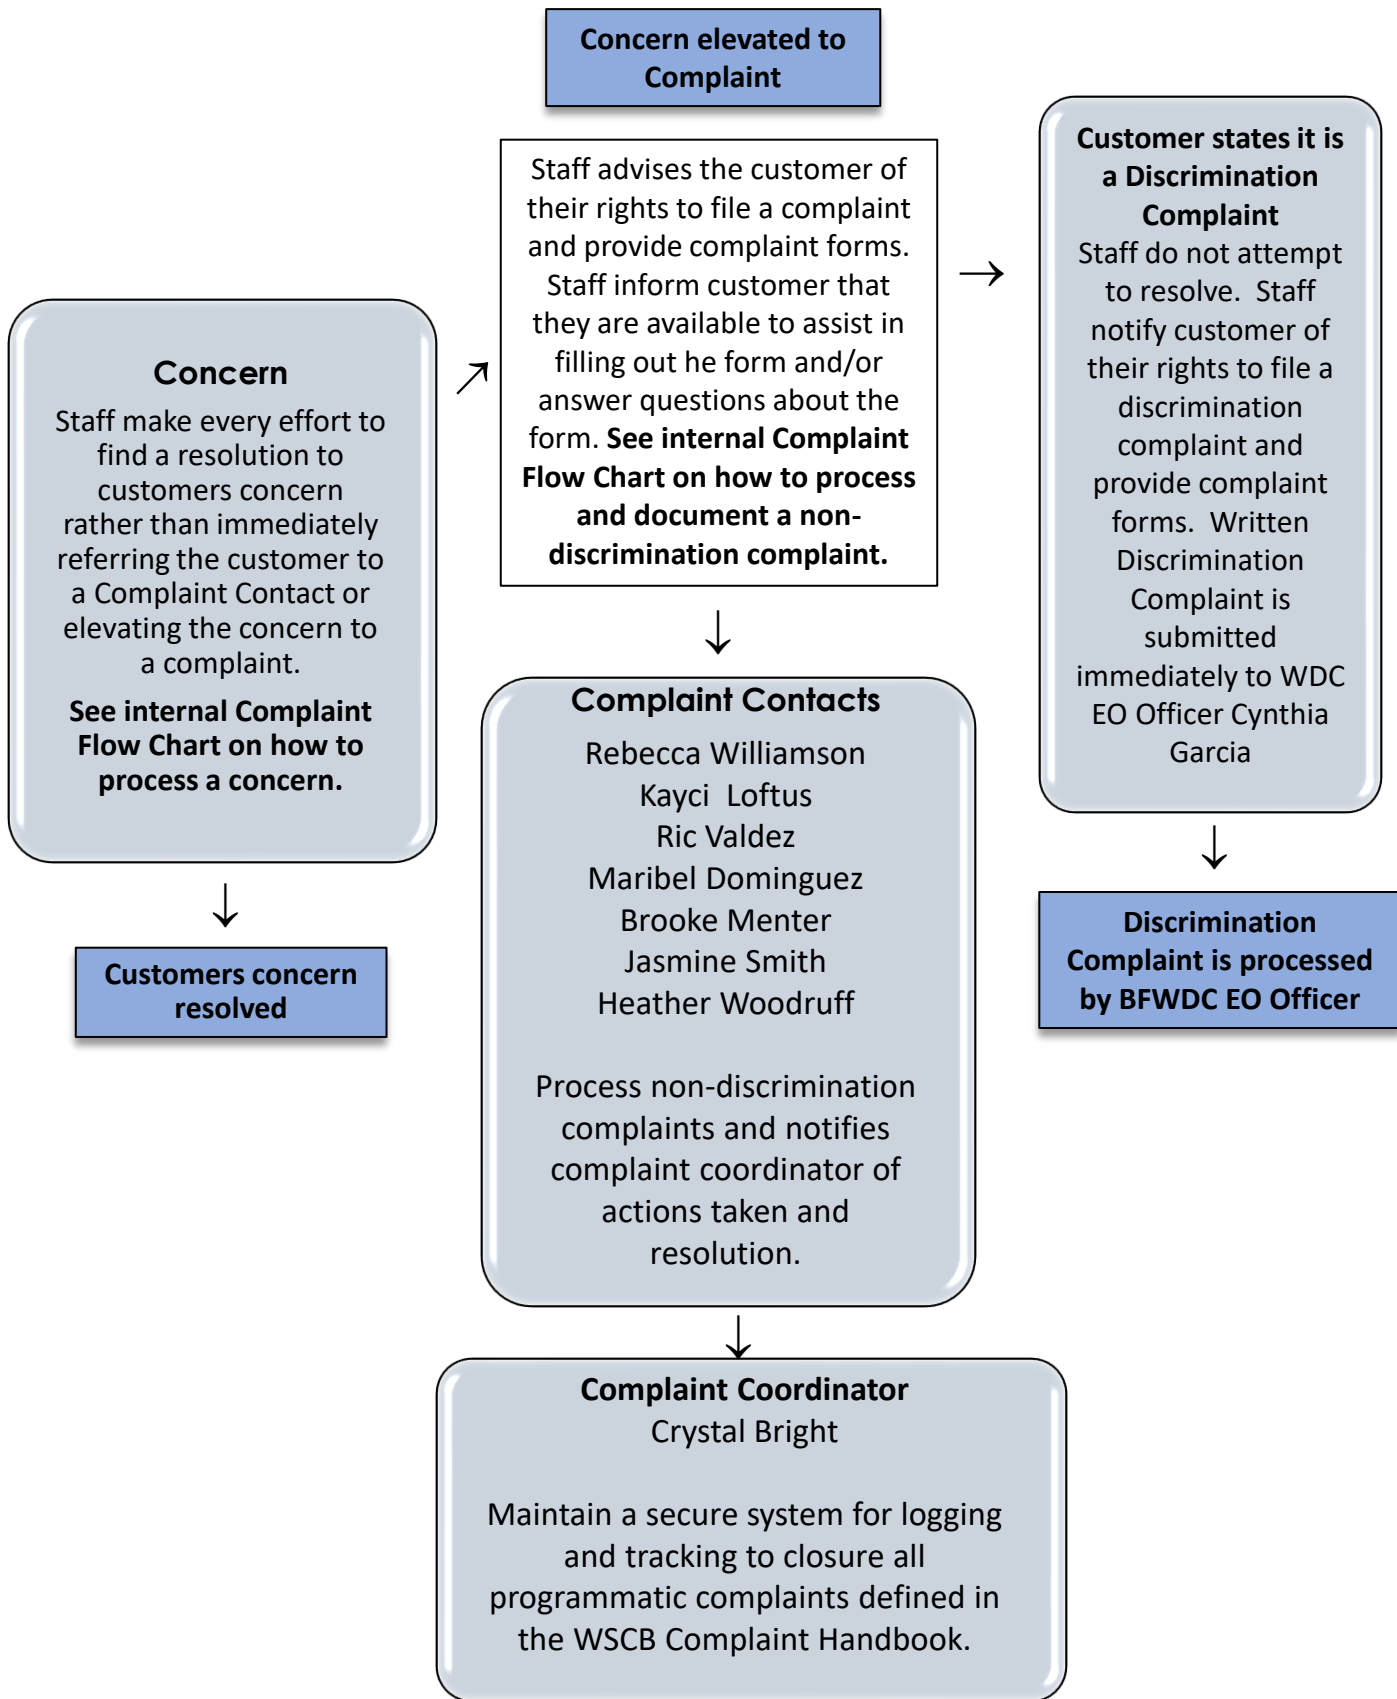 Concern elevated to
Complaint
Concern
Staff make every effort to
find a resolution to
customers concern
rather than immediately
referring the customer to
a Complaint Contact or
elevating the concern to
a complaint.
See internal Complaint
Flow Chart on how to
process a concern.
Customers concern
resolved
Staff advises the customer of
their rights to file a complaint
and provide complaint forms.
Staff inform customer that
they are available to assist in
filling out he form and/or
answer questions about the
form. See internal Complaint
Flow Chart on how to process
and document a non-
discrimination complaint.
Customer states it is
a Discrimination
Complaint
Staff do not attempt
to resolve.  Staff
notify customer of
their rights to file a
discrimination
complaint and
provide complaint
forms.  Written
Discrimination
Complaint is
submitted
immediately to WDC
EO Officer Cynthia
Garcia
Discrimination
Complaint is processed
by BFWDC EO Officer
Complaint Contacts
Rebecca Williamson
Kayci  Loftus
Ric Valdez
Maribel Dominguez
Brooke Menter
Jasmine Smith
Heather Woodruff
Process non-discrimination
complaints and notifies
complaint coordinator of
actions taken and
resolution.
Complaint Coordinator
Crystal Bright
Maintain a secure system for logging
and tracking to closure all
programmatic complaints defined in
the WSCB Complaint Handbook.